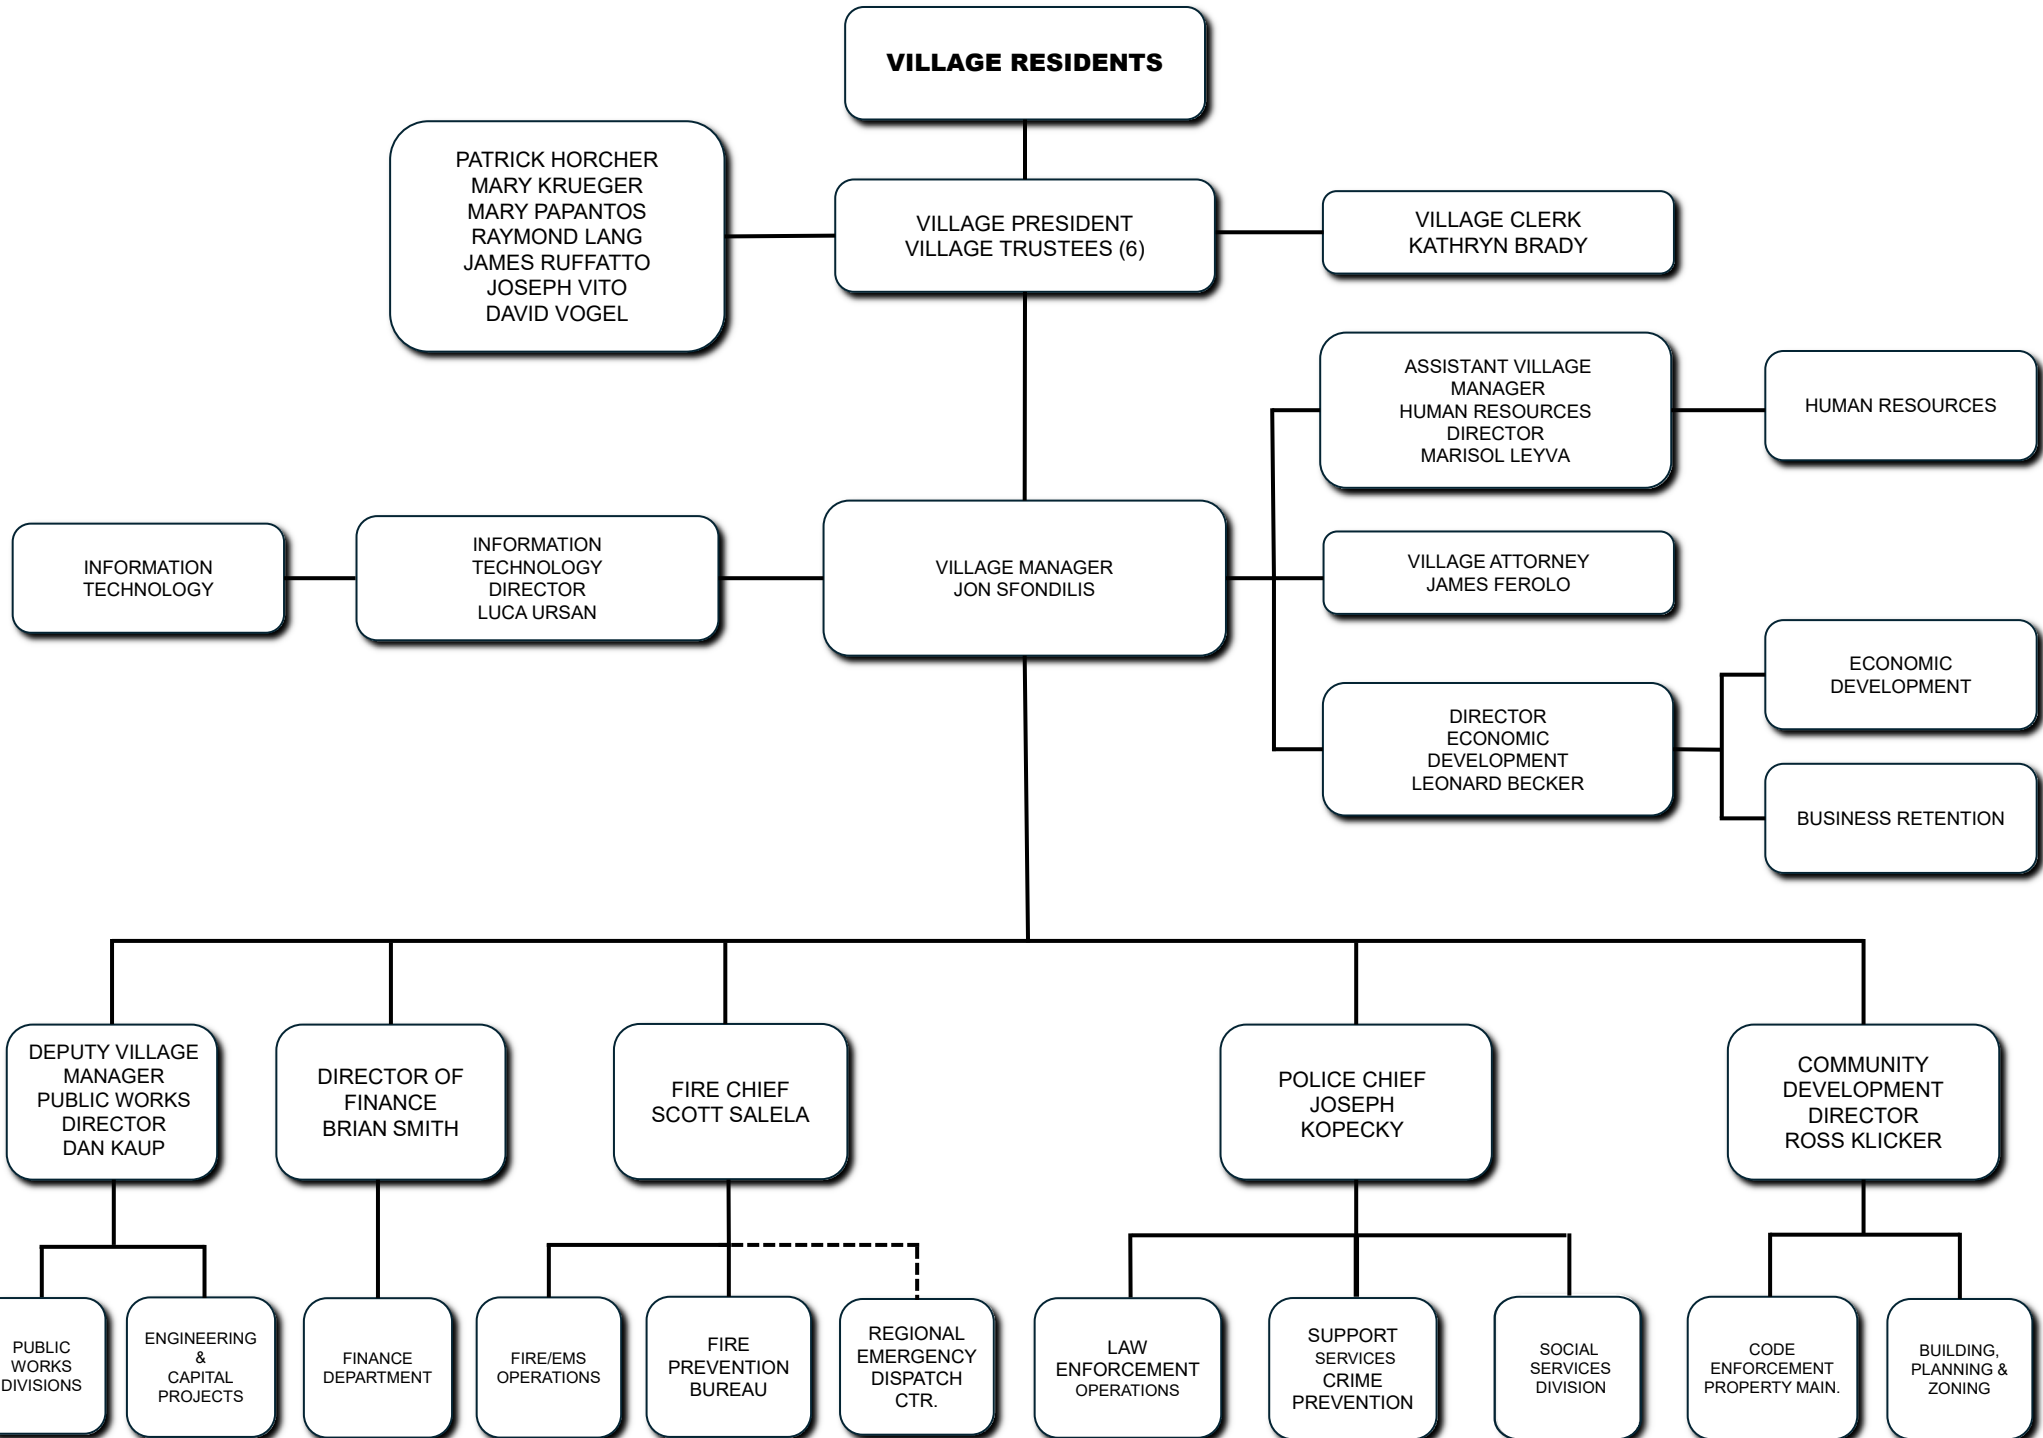 VILLAGE RESIDENTS
PATRICK HORCHER
MARY KRUEGER
MARY PAPANTOS
RAYMOND LANG
JAMES RUFFATTO
JOSEPH VITO
DAVID VOGEL
VILLAGE PRESIDENT
VILLAGE TRUSTEES (6)
VILLAGE CLERK
KATHRYN BRADY
ASSISTANT VILLAGE
MANAGER
HUMAN RESOURCES
DIRECTOR
MARISOL LEYVA
HUMAN RESOURCES
INFORMATION
TECHNOLOGY
INFORMATION
TECHNOLOGY
DIRECTOR
LUCA URSAN
VILLAGE MANAGER
JON SFONDILIS
VILLAGE ATTORNEY
JAMES FEROLO
DIRECTOR
ECONOMIC
DEVELOPMENT
LEONARD BECKER
ECONOMIC
DEVELOPMENT
BUSINESS RETENTION
DEPUTY VILLAGE
MANAGER
PUBLIC WORKS
DIRECTOR
DAN KAUP
DIRECTOR OF
FINANCE
BRIAN SMITH
FIRE CHIEF
SCOTT SALELA
POLICE CHIEF
JOSEPH
KOPECKY
COMMUNITY
DEVELOPMENT
DIRECTOR
ROSS KLICKER
PUBLIC
WORKS
DIVISIONS
ENGINEERING
&
CAPITAL
PROJECTS
FINANCE
DEPARTMENT
FIRE/EMS
OPERATIONS
FIRE
PREVENTION
BUREAU
REGIONAL
EMERGENCY
DISPATCH
CTR.
LAW
ENFORCEMENT
OPERATIONS
SUPPORT
SERVICES
CRIME
PREVENTION
SOCIAL
SERVICES
DIVISION
CODE
ENFORCEMENT
PROPERTY MAIN.
BUILDING,
PLANNING &
ZONING